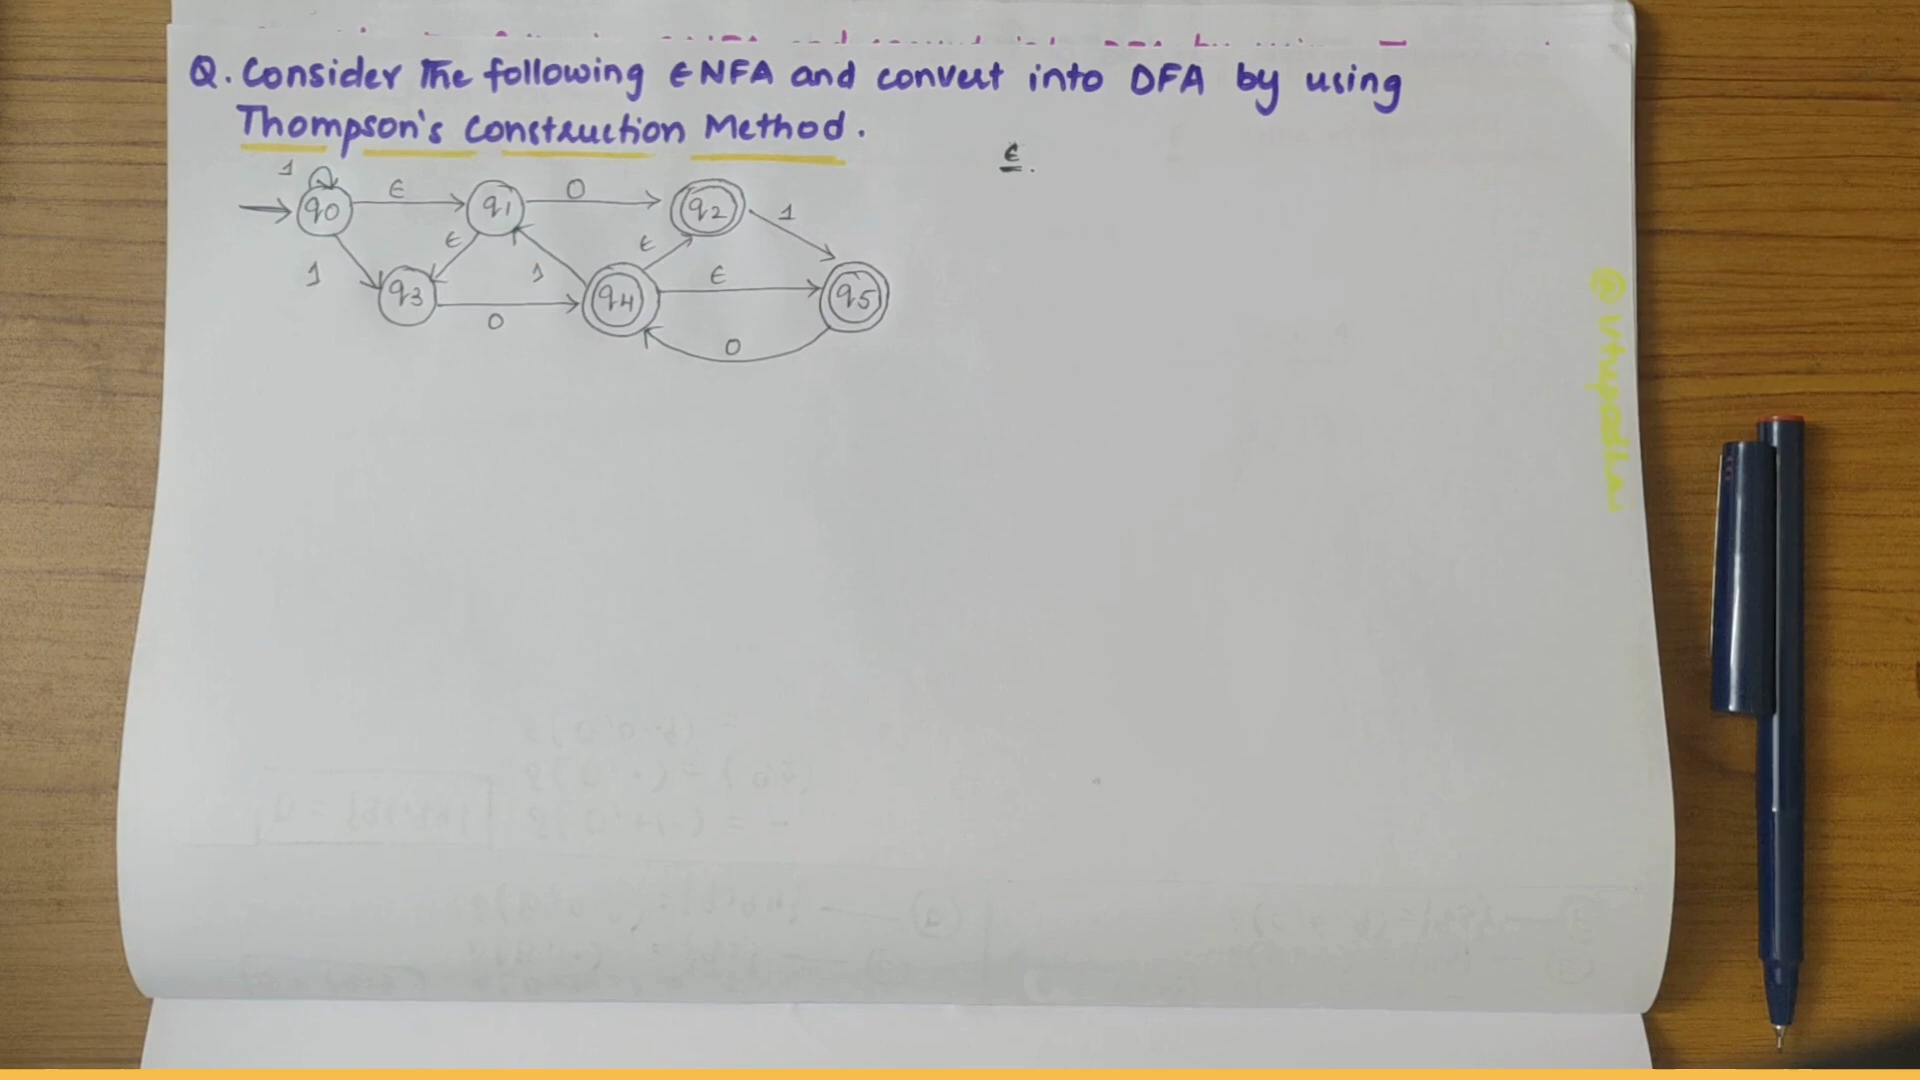 Q. Consider The following ϵNFA and convert into DFA by using
Thompson's Construction Method.
ϵ.
1
q0 ϵ q1 0 q2 1
1 ϵ 1 ϵ ϵ
q3 0 q4 q5
0